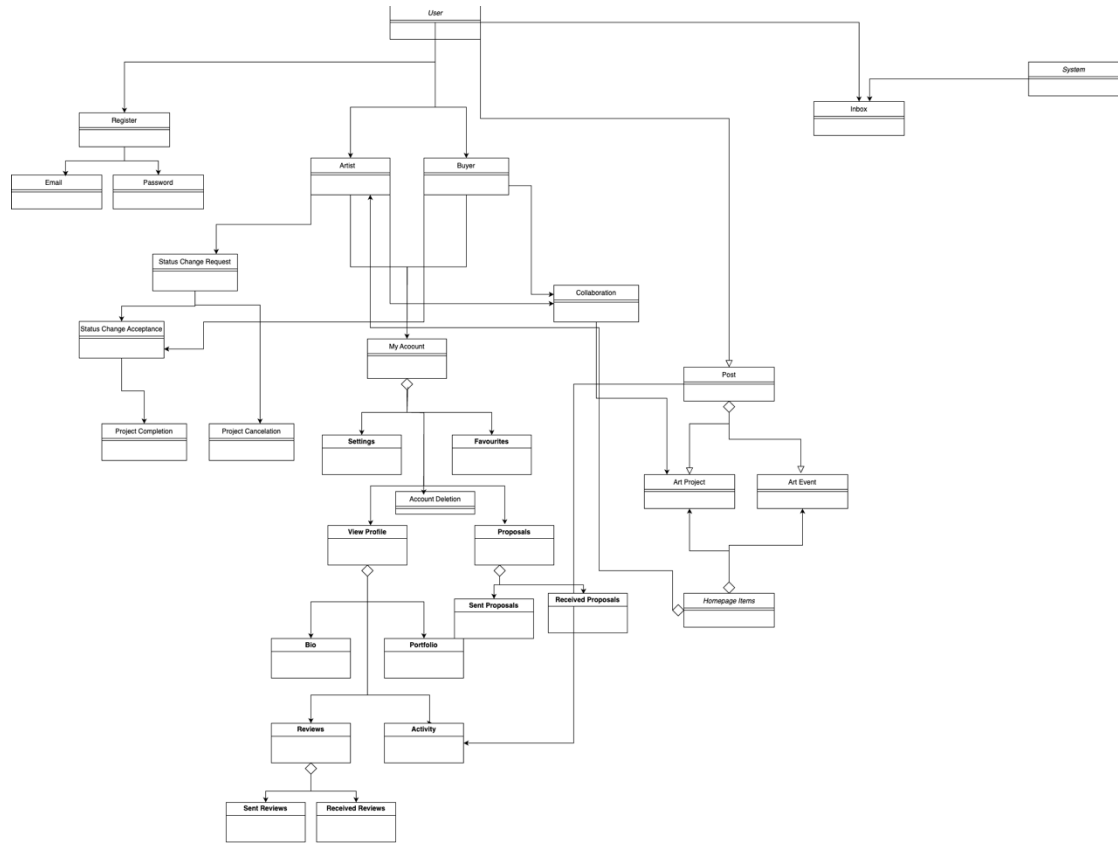 User
System
Inbox
Register
Artist
Buyer
Email
Password
Status Change Request
Collaboration
Status Change Acceptance
My Acoount
Post
Project Completion
Project Cancelation
Settings
Favourites
Art Project
Art Event
Account Deletion
View Profile
Proposals
Homepage Items
Sent Proposals
Received Proposals
Bio
Portfolio
Reviews
Activity
Sent Reviews
Received Reviews